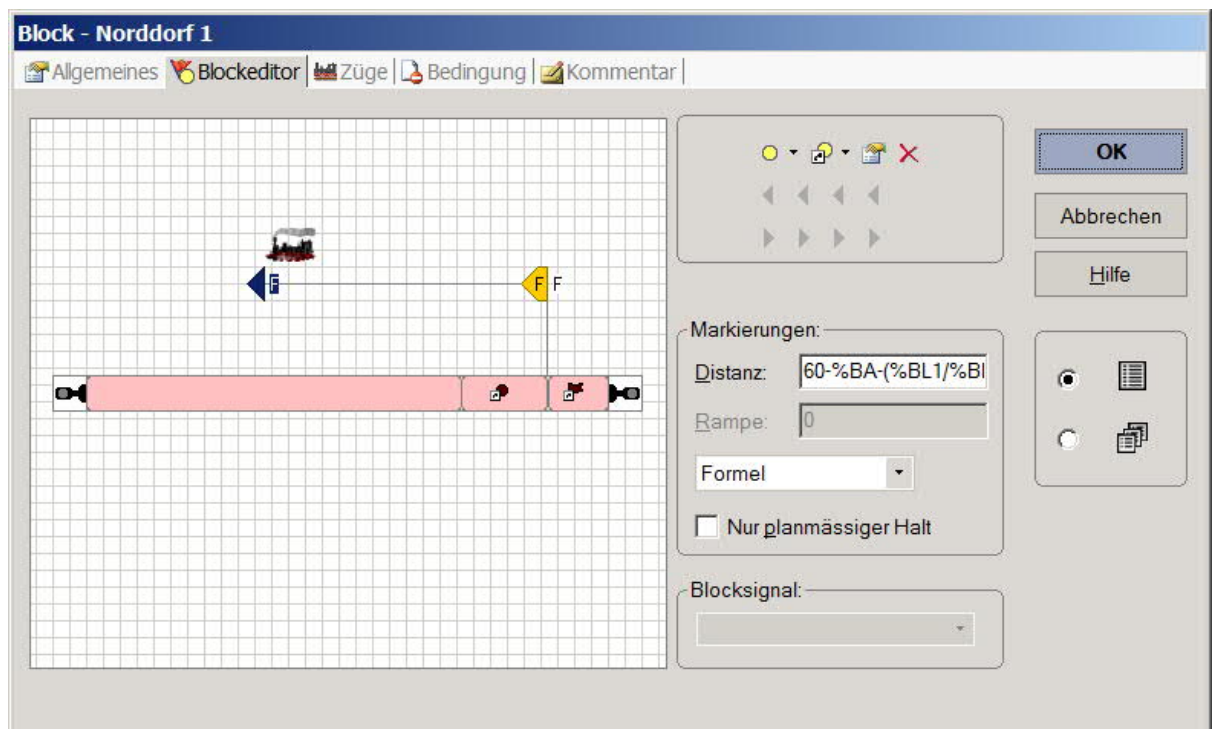 Block - Norddorf 1
Allgemeines Blockeditor Züge Bedingung Kommentar
OK
Abbrechen
Hilfe
F F F
Markierungen:
Distanz: 60-%BA-(%BL1/%Bl
Rampe: 0
Formel
Nur planmässiger Halt
Blocksignal: